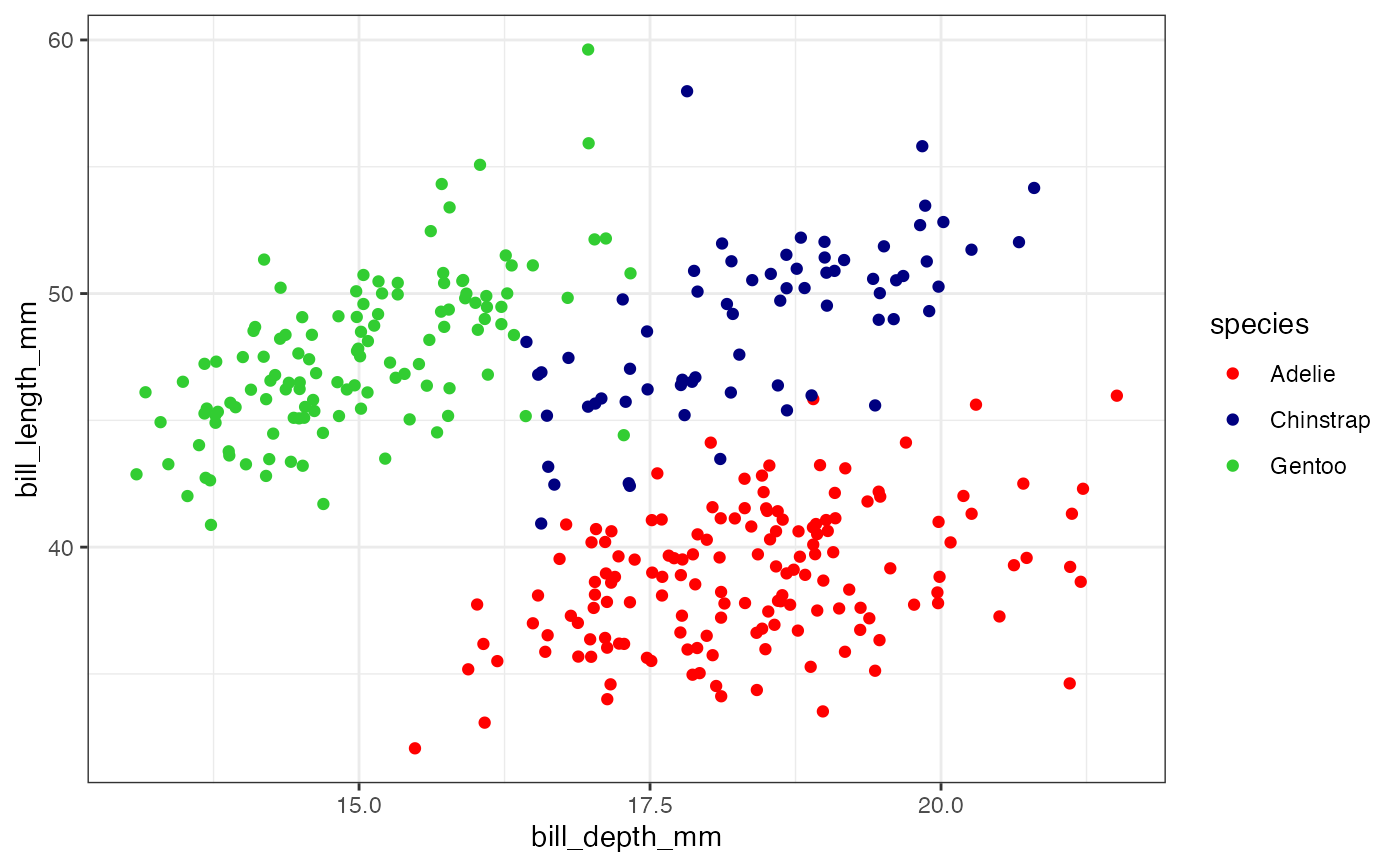 60
50
40
bill_length_mm
15.0 17.5 20.0
bill_depth_mm
species
Adelie
Chinstrap
Gentoo